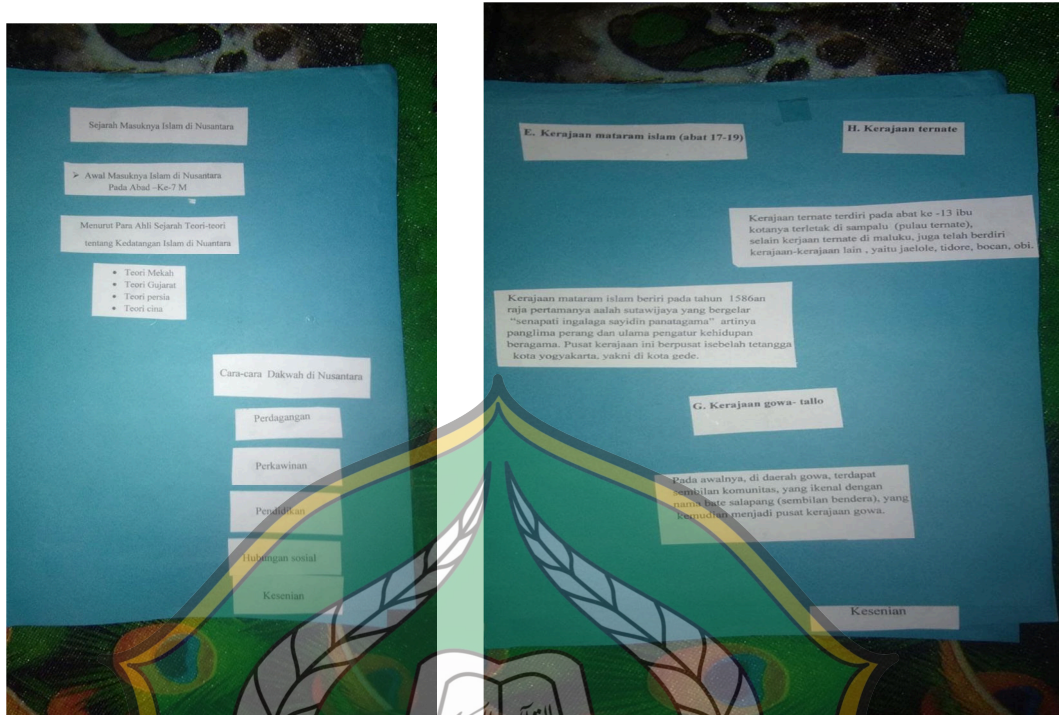 Sejarah Masuknya Islam di Nusantara
➢ Awal Masuknya Islam di Nusantara
Pada Abad –Ke-7 M
Menurut Para Ahli Sejarah Teori-teori
tentang Kedatangan Islam di Nuantara
• Teori Mekah
• Teori Gujarat
• Teori persia
• Teori cina
Cara-cara Dakwah di Nusantara
Perdagangan
Perkawinan
Pendidikan
Hubungan sosial
Kesenian
E. Kerajaan mataram islam (abat 17-19)
H. Kerajaan ternate
Kerajaan ternate terdiri pada abat ke -13 ibu
kotanya terletak di sampalu (pulau ternate),
selain kerjaan ternate di maluku, juga telah berdiri
kerajaan-kerajaan lain , yaitu jaelole, tidore, bocan, obi.
Kerajaan mataram islam beriri pada tahun 1586an
raja pertamanya aalah sutawijaya yang bergelar
“senapati ingalaga sayidin panatagama” artinya
panglima perang dan ulama pengatur kehidupan
beragama. Pusat kerajaan ini berpusat isebelah tetangga
kota yogyakarta, yakni di kota gede.
G. Kerajaan gowa- tallo
Pada awalnya, di daerah gowa, terdapat
sembilan komunitas, yang ikenal dengan
nama bate salapang (sembilan bendera), yang
kemudian menjadi pusat kerajaan gowa.
Kesenian